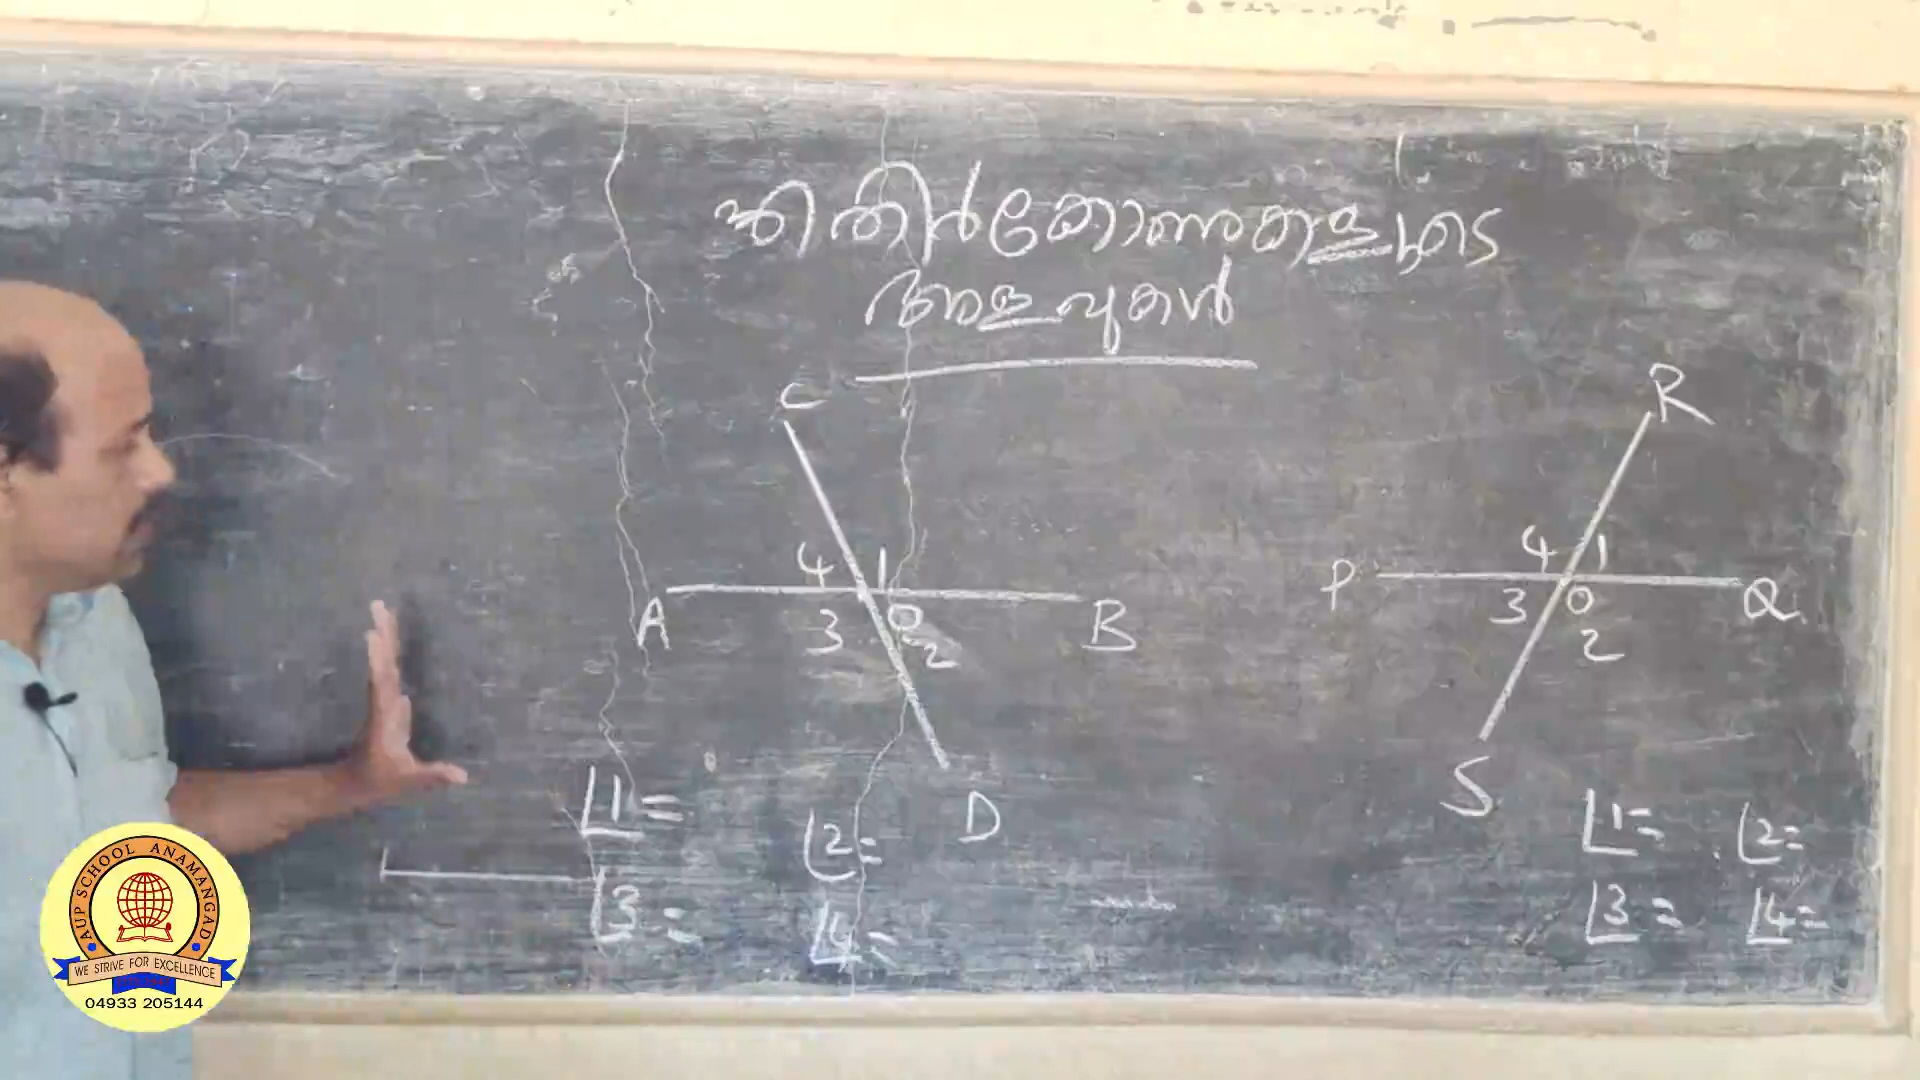 എതിർകോണുകളുടെ
അളവുകൾ
C
R
4 1
4 1
A
3 O
2
B
P
3 O
2
Q
D
S
∠1=
∠2=
∠3=
∠4=
∠1=
∠2=
∠3=
∠4=
AUP SCHOOL ANAMANGAD
WE STRIVE FOR EXCELLENCE
04933 205144